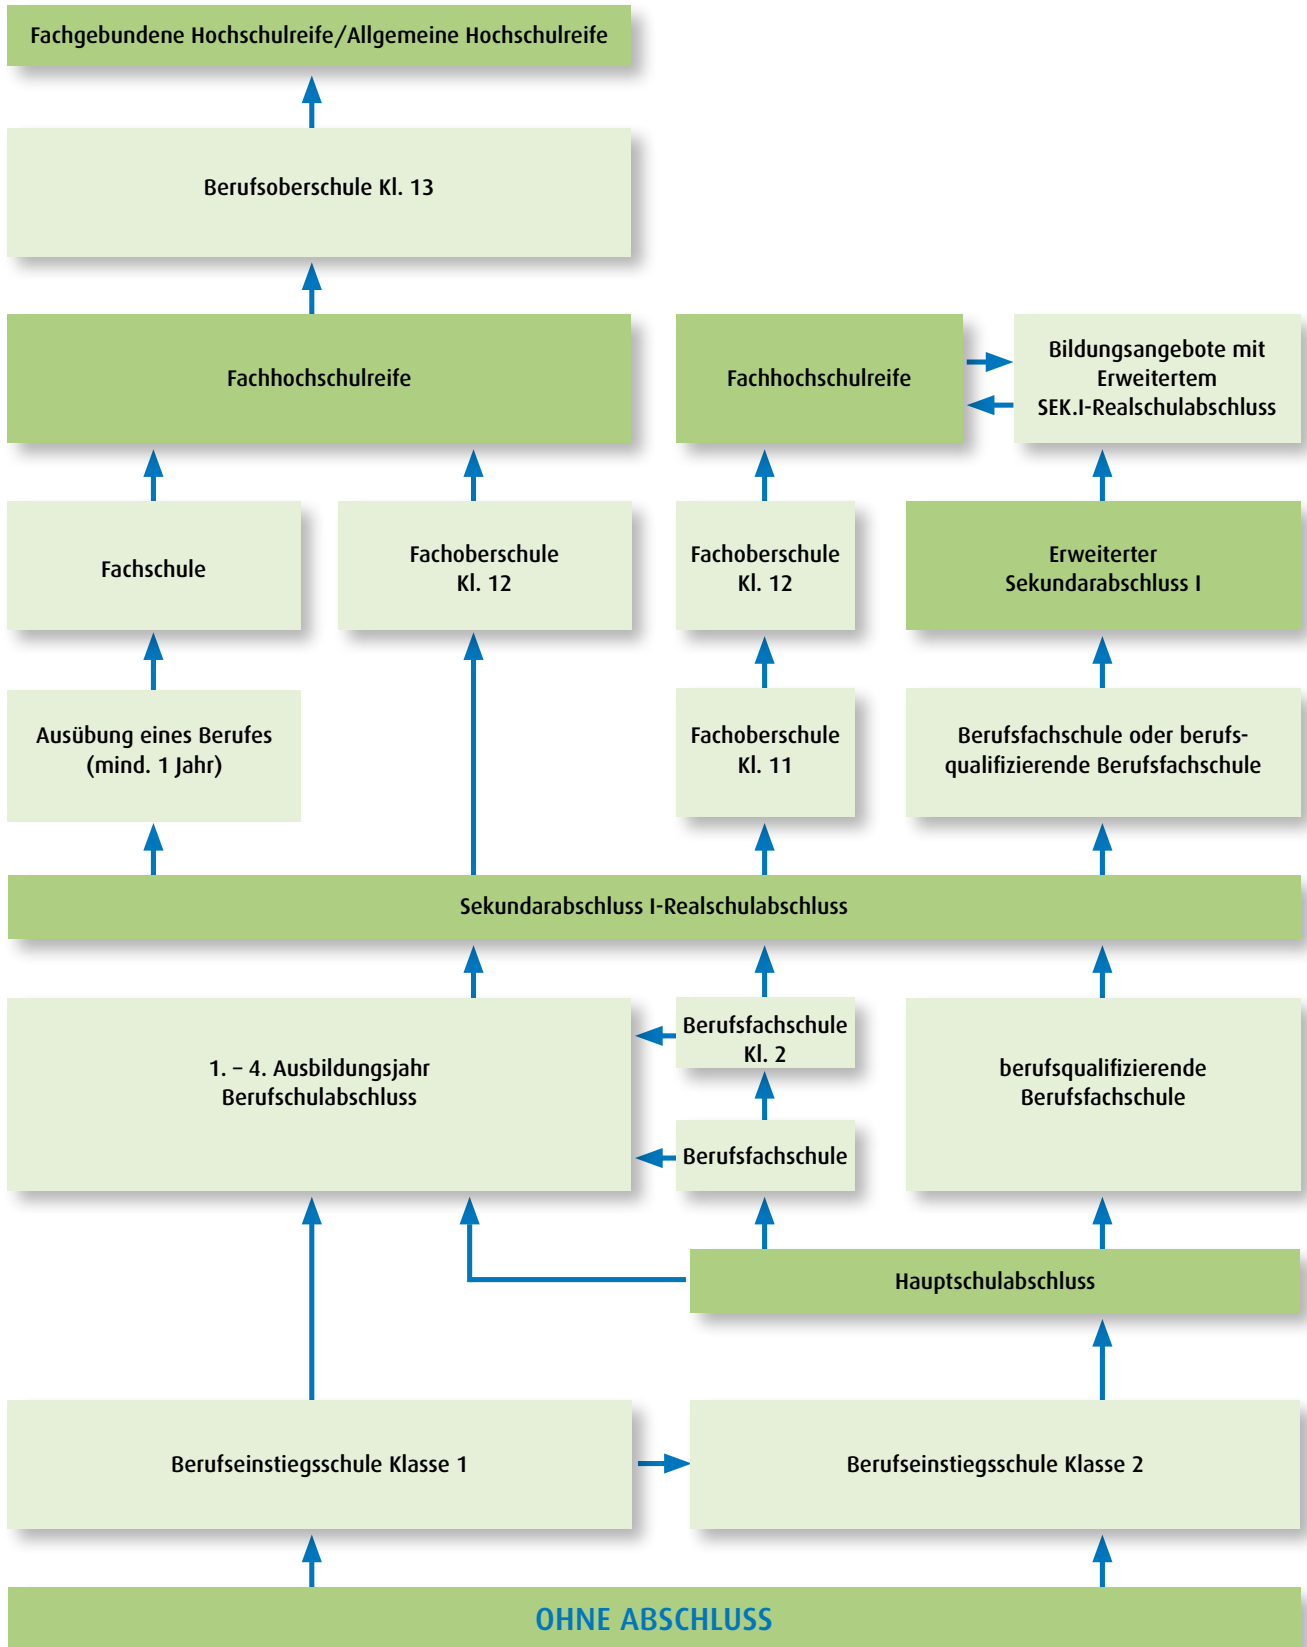 Fachgebundene Hochschulreife/Allgemeine Hochschulreife
Berufsoberschule Kl. 13
Fachhochschulreife
Fachhochschulreife
Bildungsangebote mit
Erweitertem
SEK.I-Realschulabschluss
Fachschule
Fachoberschule
Kl. 12
Fachoberschule
Kl. 12
Erweiterter
Sekundarabschluss I
Ausübung eines Berufes
(mind. 1 Jahr)
Fachoberschule
Kl. 11
Berufsfachschule oder berufs-
qualifizierende Berufsfachschule
Sekundarabschluss I-Realschulabschluss
1. – 4. Ausbildungsjahr
Berufschulabschluss
Berufsfachschule
Kl. 2
Berufsfachschule
berufsqualifizierende
Berufsfachschule
Hauptschulabschluss
Berufseinstiegsschule Klasse 1
Berufseinstiegsschule Klasse 2
OHNE ABSCHLUSS